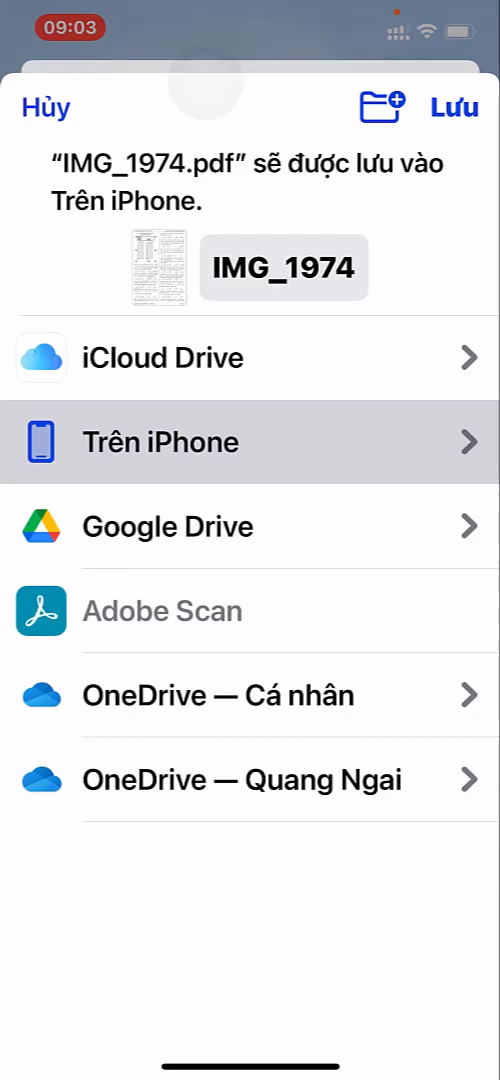 09:03
Hủy
Lưu
“IMG_1974.pdf” sẽ được lưu vào
Trên iPhone.
IMG_1974
iCloud Drive
Trên iPhone
Google Drive
Adobe Scan
OneDrive — Cá nhân
OneDrive — Quang Ngai